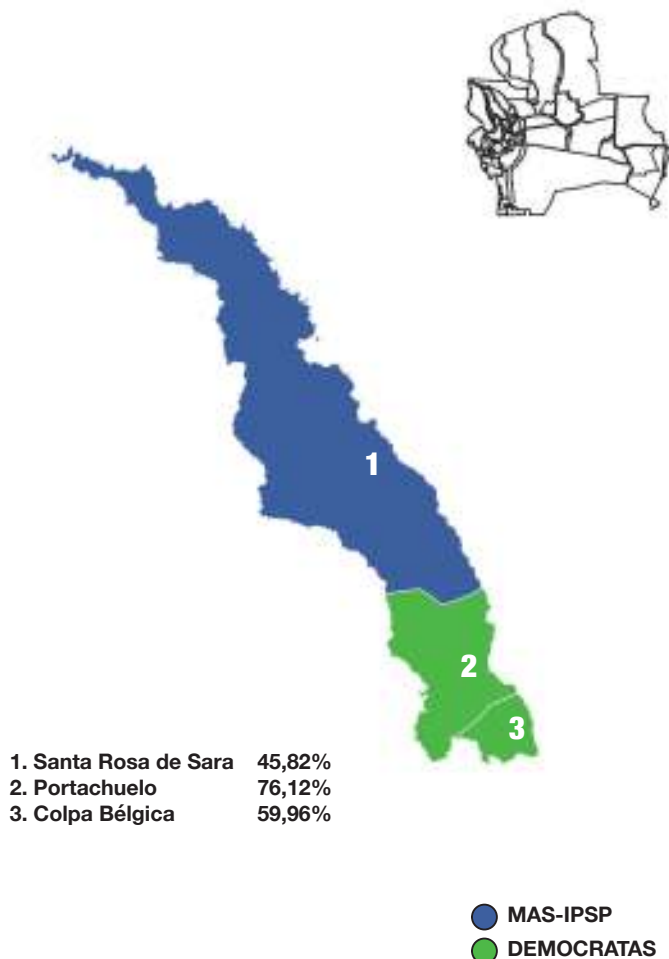 1
2
3
1. Santa Rosa de Sara 45,82%
2. Portachuelo 76,12%
3. Colpa Bélgica 59,96%
MAS-IPSP
DEMOCRATAS